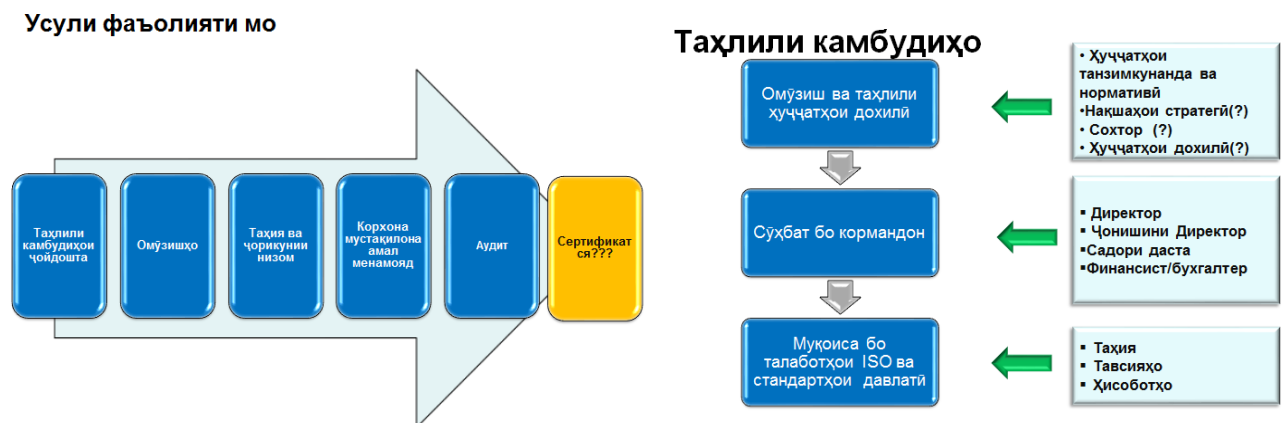 Усули фаъолияти мо
Таҳлили
камбудиҳои
ҷойдошта
Омӯзишҳо
Таҳия ва
ҷорикунии
низом
Корхона
мустақилона
амал
менамояд
Аудит
Сертификат
ся???
Таҳлили камбудиҳо
Омӯзиш ва таҳлили
ҳуҷҷатҳои дохилӣ
• Ҳуҷҷатҳои
танзимкунанда ва
нормативӣ
•Нақшаҳои стратегӣ(?)
• Сохтор (?)
• Ҳуҷҷатҳои дохилӣ(?)
Сӯҳбат бо кормандон
▪ Директор
▪ Ҷонишини Директор
▪Садори даста
▪Финансист/бухгалтер
Муқоиса бо
талаботҳои ISO ва
стандартҳои давлатӣ
▪ Таҳия
▪ Тавсияҳо
▪ Ҳисоботҳо